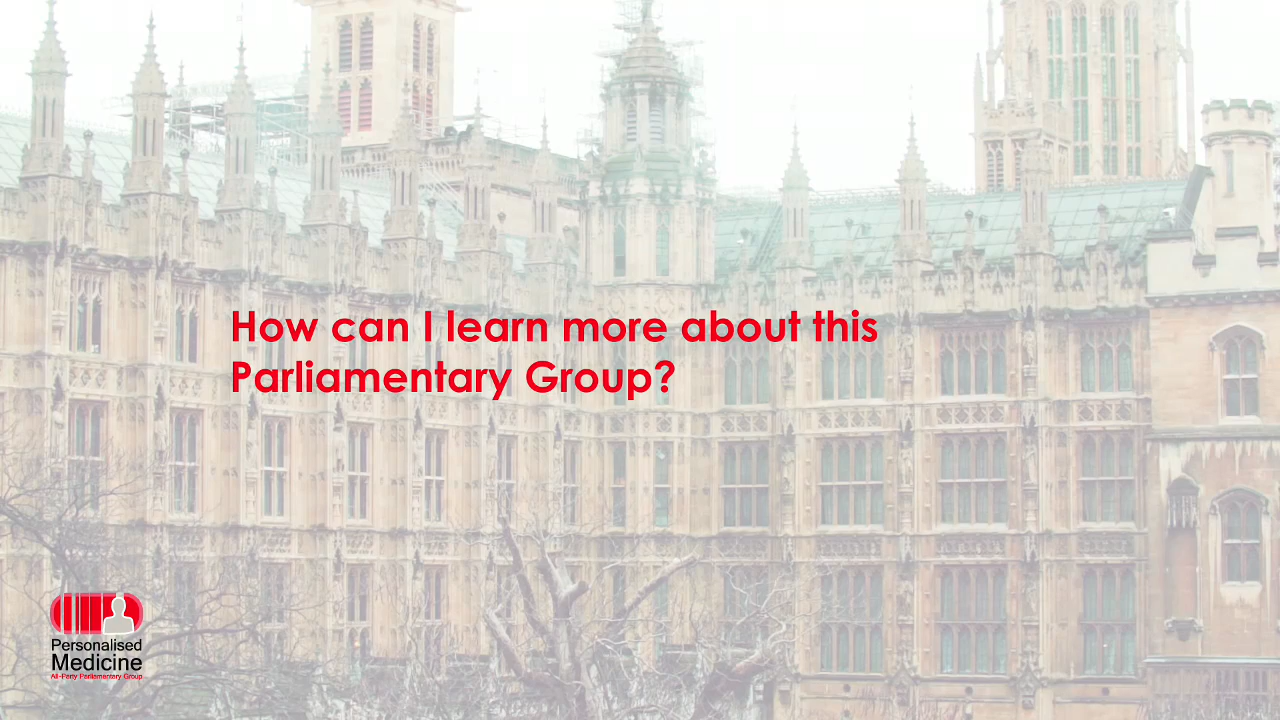 How can I learn more about this
Parliamentary Group?
Personalised
Medicine
All-Party Parliamentary Group